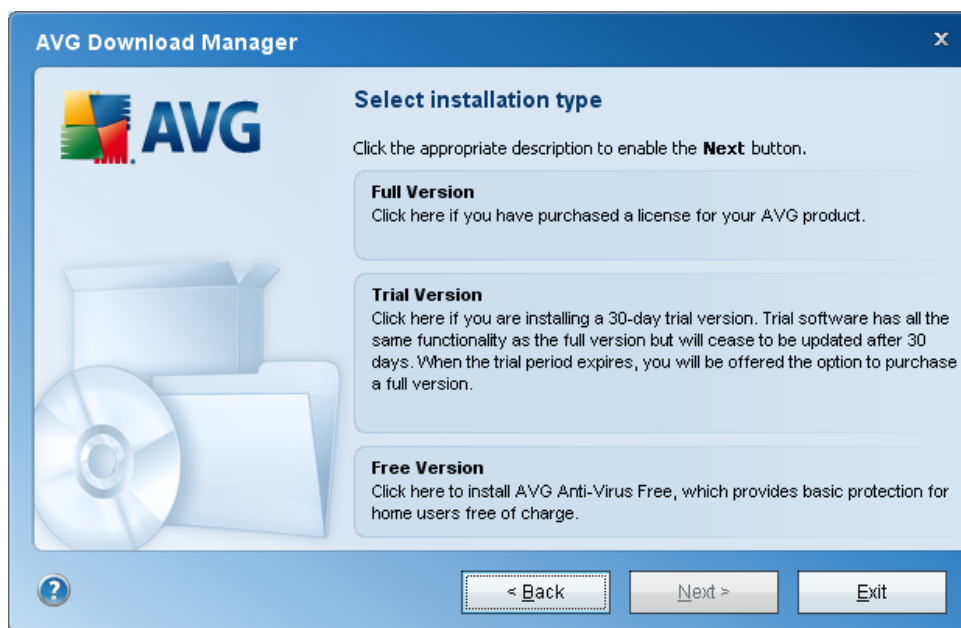 AVG Download Manager
x
AVG
Select installation type
Click the appropriate description to enable the Next button.
Full Version
Click here if you have purchased a license for your AVG product.
Trial Version
Click here if you are installing a 30-day trial version. Trial software has all the
same functionality as the full version but will cease to be updated after 30
days. When the trial period expires, you will be offered the option to purchase
a full version.
Free Version
Click here to install AVG Anti-Virus Free, which provides basic protection for
home users free of charge.
?
< Back
Next >
Exit